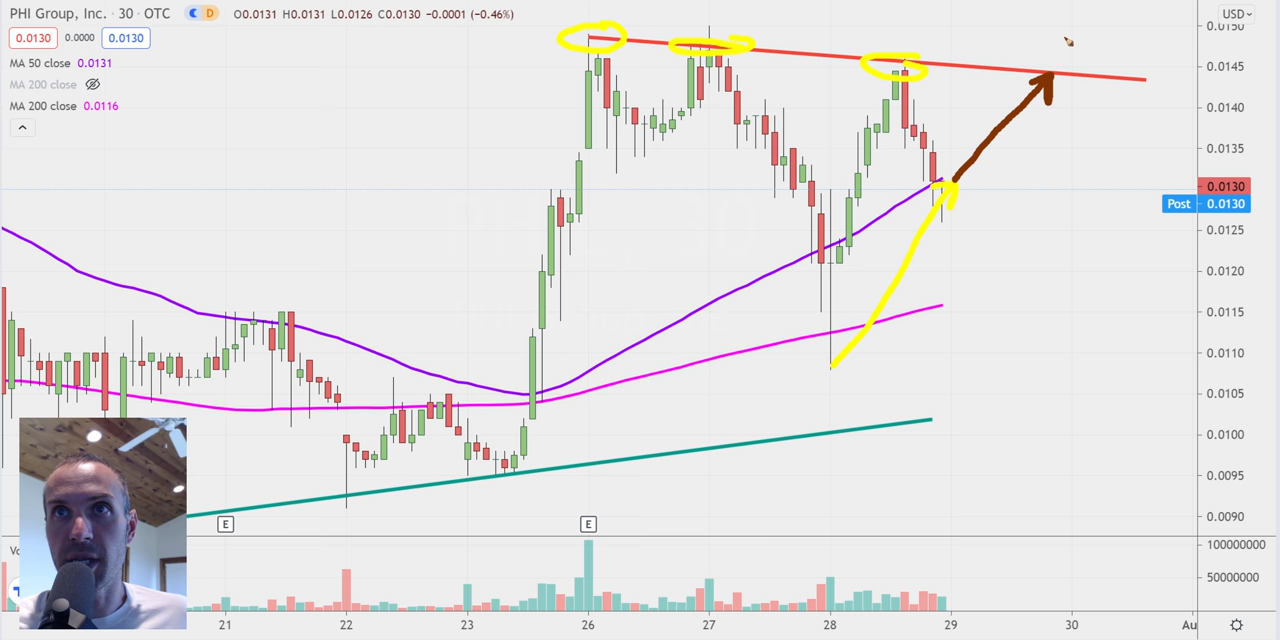 PHI Group, Inc. · 30 · OTC D O0.0131 H0.0131 L0.0126 C0.0130 −0.0001 (−0.46%)
0.0130 0.0000 0.0130
MA 50 close 0.0131
MA 200 close
MA 200 close 0.0116
USD
0.0150
0.0145
0.0140
0.0135
0.0130
Post 0.0130
0.0125
0.0120
0.0115
0.0110
0.0105
0.0100
0.0095
0.0090
E E
100000000
50000000
21 22 23 26 27 28 29 30 Au